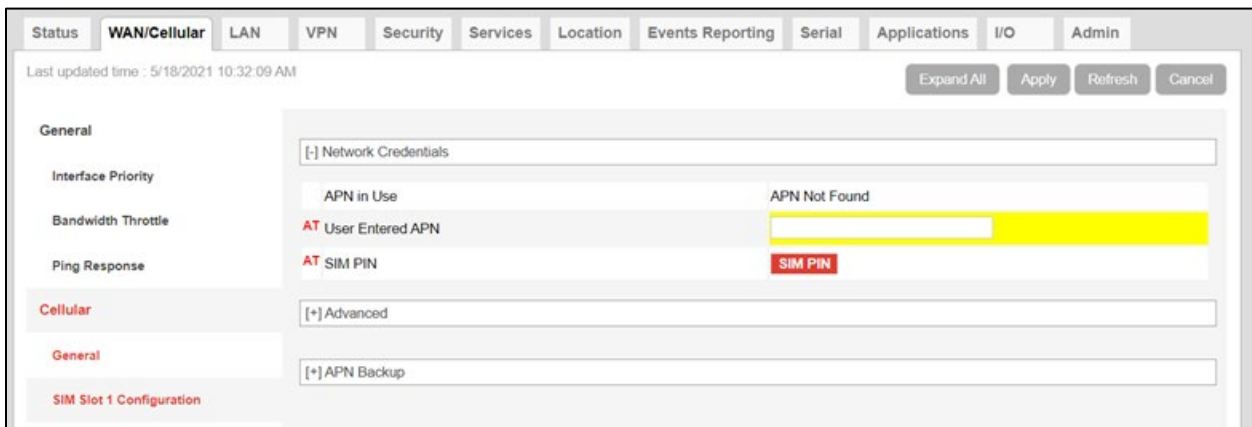 Status WAN/Cellular LAN VPN Security Services Location Events Reporting Serial Applications I/O Admin
Last updated time : 5/18/2021 10:32:09 AM
Expand All Apply Refresh Cancel
General
Interface Priority
Bandwidth Throttle
Ping Response
Cellular
General
SIM Slot 1 Configuration
[-] Network Credentials
APN in Use APN Not Found
AT User Entered APN
AT SIM PIN SIM PIN
[+] Advanced
[+] APN Backup